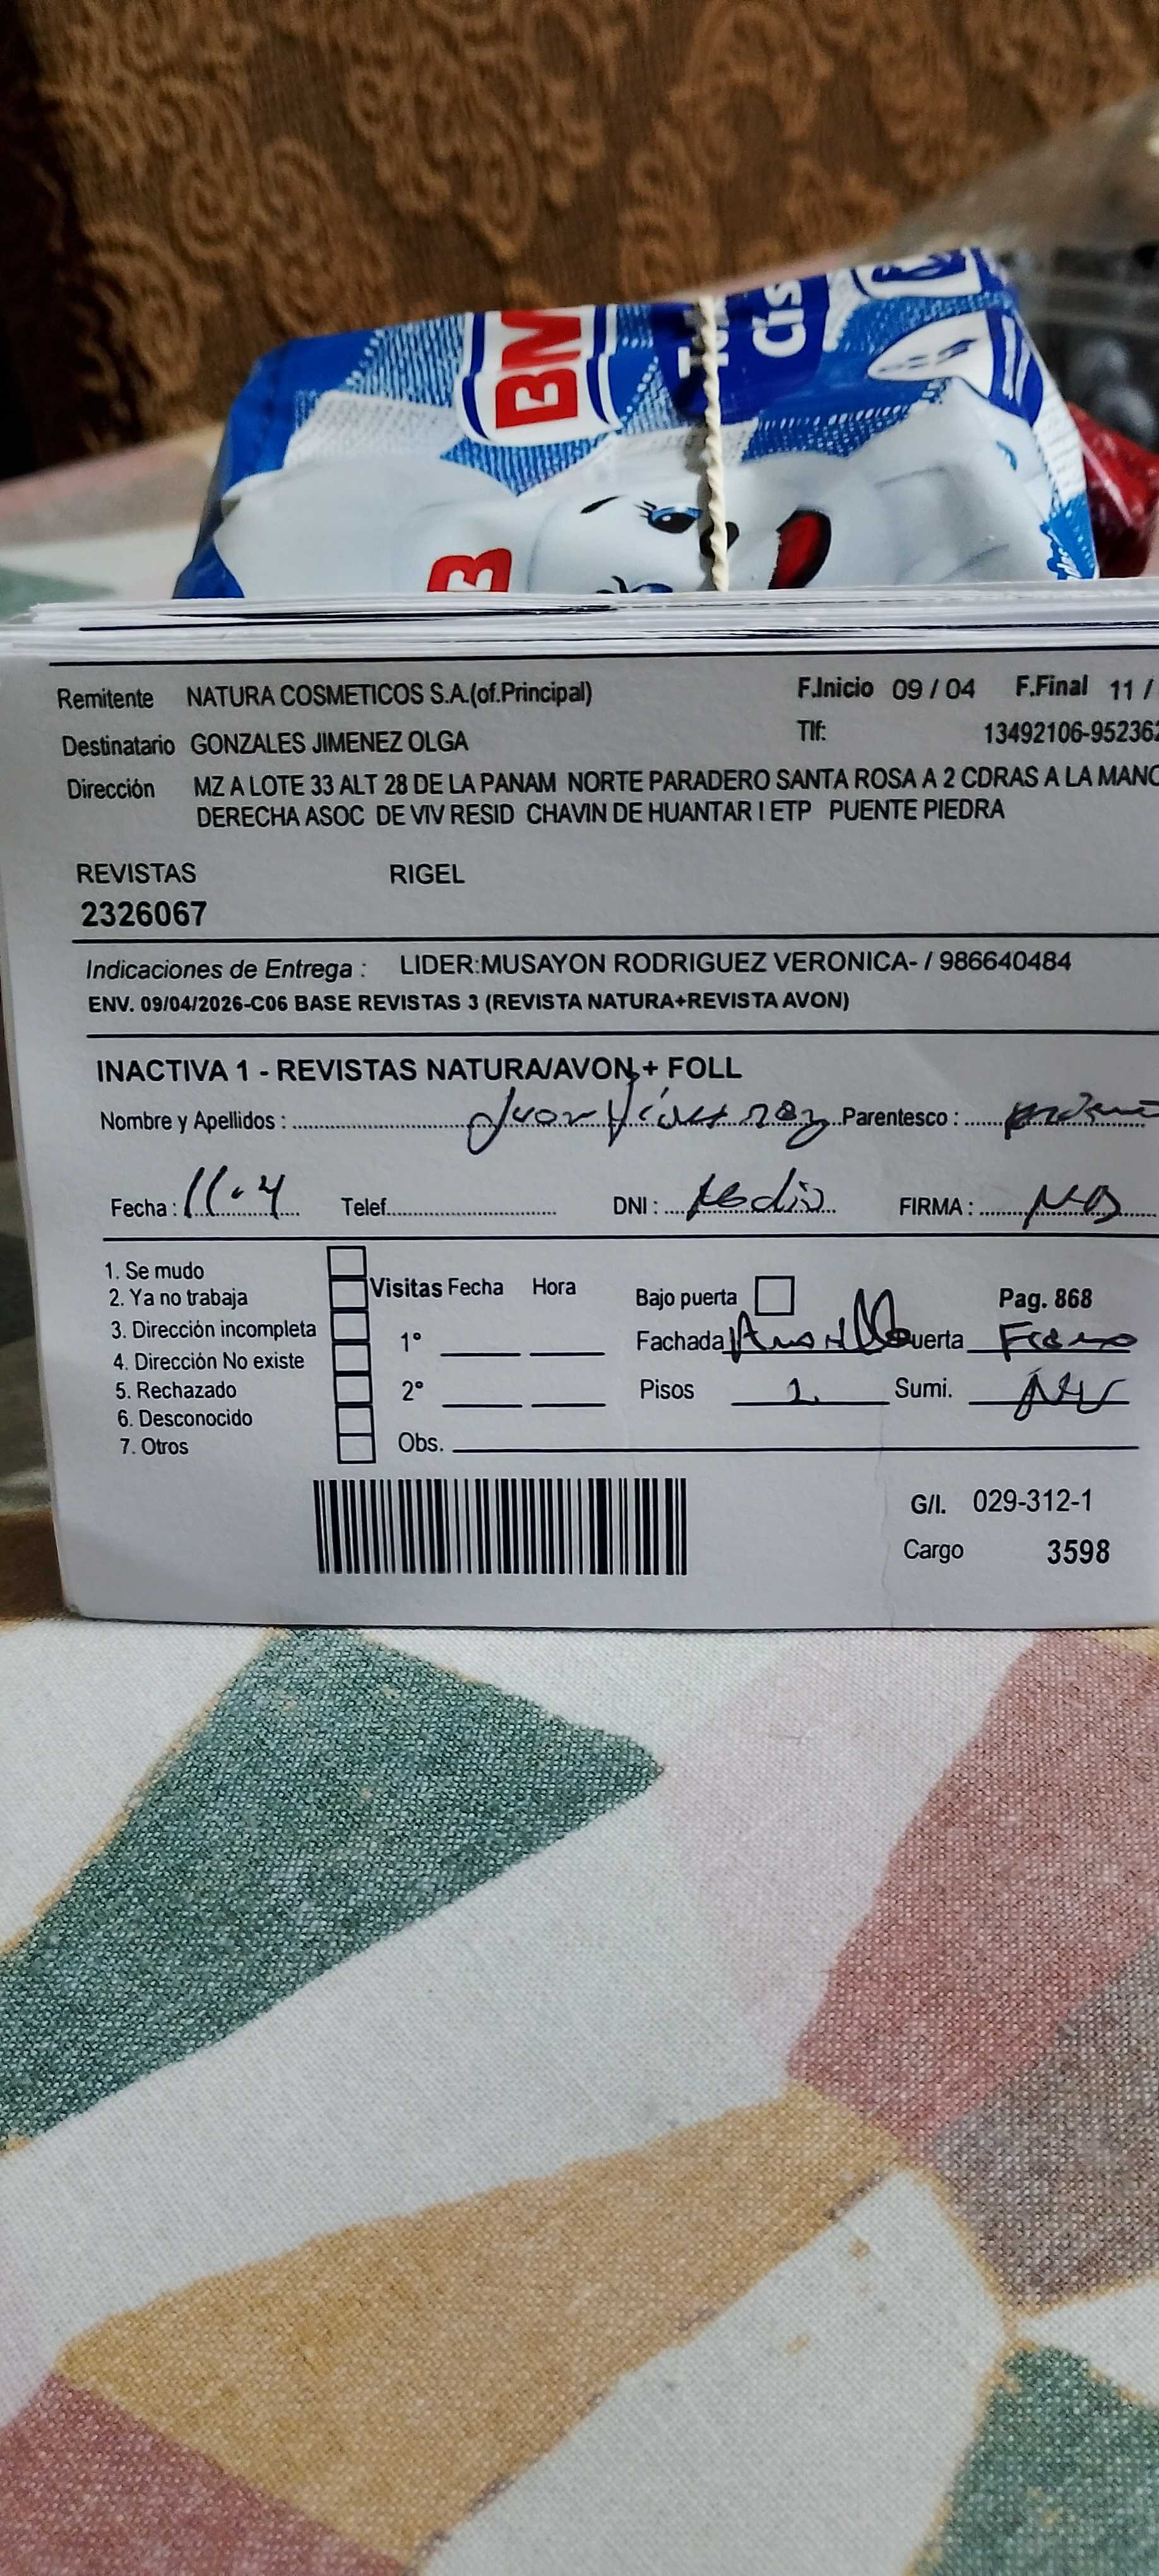 BM
Remitente NATURA COSMETICOS S.A.(of.Principal) F.Inicio 09 / 04 F.Final 11 /
Destinatario GONZALES JIMENEZ OLGA Tlf: 13492106-952362
Dirección MZ A LOTE 33 ALT 28 DE LA PANAM NORTE PARADERO SANTA ROSA A 2 CDRAS A LA MANO
DERECHA ASOC DE VIV RESID CHAVIN DE HUANTAR I ETP PUENTE PIEDRA
REVISTAS RIGEL
2326067
Indicaciones de Entrega : LIDER:MUSAYON RODRIGUEZ VERONICA- / 986640484
ENV. 09/04/2026-C06 BASE REVISTAS 3 (REVISTA NATURA+REVISTA AVON)
INACTIVA 1 - REVISTAS NATURA/AVON + FOLL
Nombre y Apellidos : Juan Parentesco :
Fecha : 11-4 Telef. DNI : FIRMA :
1. Se mudo
2. Ya no trabaja
3. Dirección incompleta
4. Dirección No existe
5. Rechazado
6. Desconocido
7. Otros
Visitas Fecha Hora
1°
2°
Obs.
Bajo puerta Pag. 868
Fachada Amarillo uerta Fierro
Pisos 1 Sumi.
G/I. 029-312-1
Cargo 3598